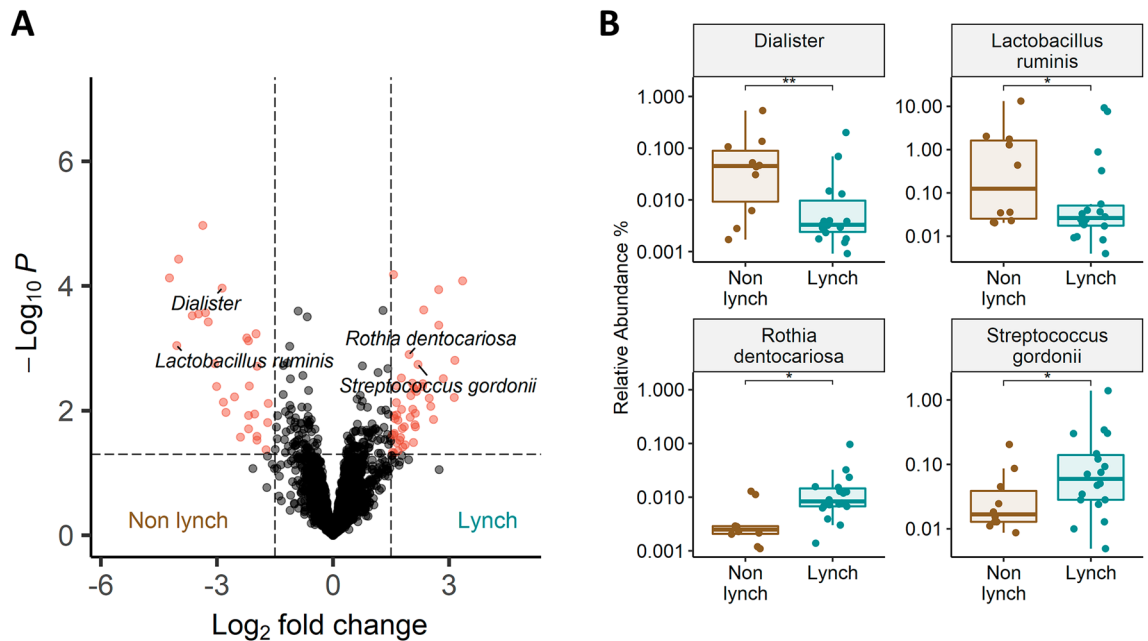 A
− Log10 P
6
4
2
0
Dialister
Lactobacillus ruminis
Rothia dentocariosa
Streptococcus gordonii
Non lynch
Lynch
-6
-3
0
3
Log2 fold change
B
Relative Abundance %
Dialister
**
1.000
0.100
0.010
0.001
Non
lynch
Lynch
Lactobacillus
ruminis
*
10.00
1.00
0.10
0.01
Non
lynch
Lynch
Rothia
dentocariosa
*
1.000
0.100
0.010
0.001
Non
lynch
Lynch
Streptococcus
gordonii
*
1.00
0.10
0.01
Non
lynch
Lynch